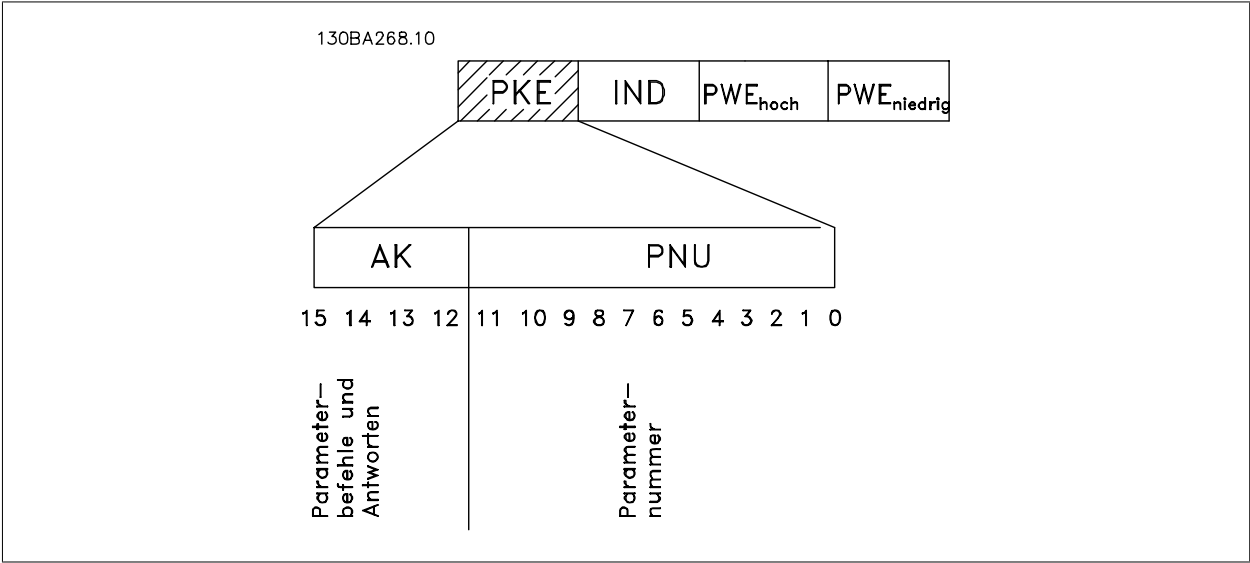 130BA268.10
PKE IND PWEhoch PWEniedrig
AK PNU
15 14 13 12 11 10 9 8 7 6 5 4 3 2 1 0
Parameter-
befehle und
Antworten
Parameter-
nummer